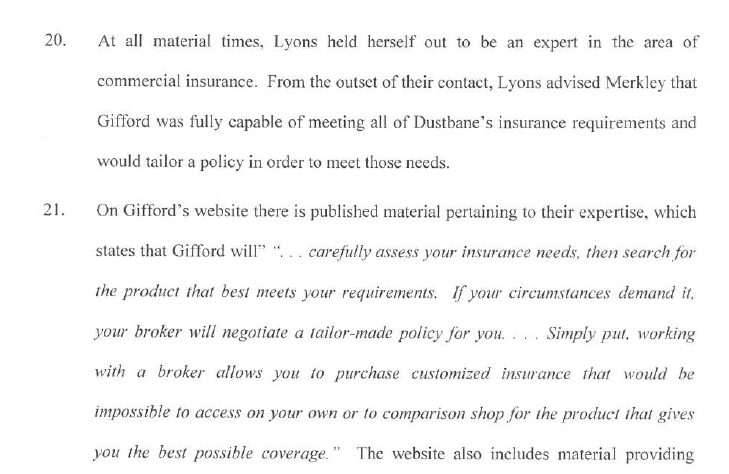 20. At all material times, Lyons held herself out to be an expert in the area of
commercial insurance. From the outset of their contact, Lyons advised Merkley that
Gifford was fully capable of meeting all of Dustbane's insurance requirements and
would tailor a policy in order to meet those needs.
21. On Gifford's website there is published material pertaining to their expertise, which
states that Gifford will" ". . . carefully assess your insurance needs, then search for
the product that best meets your requirements. If your circumstances demand it,
your broker will negotiate a tailor-made policy for you. . . . Simply put, working
with a broker allows you to purchase customized insurance that would be
impossible to access on your own or to comparison shop for the product that gives
you the best possible coverage." The website also includes material providing